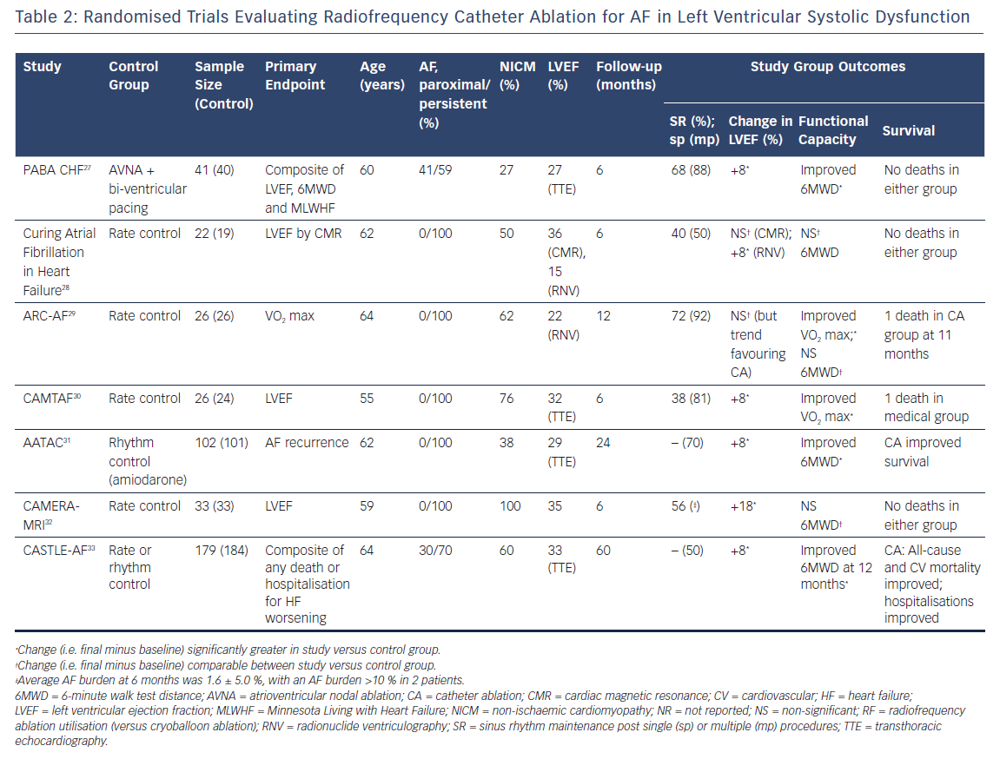 Table 2: Randomised Trials Evaluating Radiofrequency Catheter Ablation for AF in Left Ventricular Systolic Dysfunction
Study Control Group Sample Size (Control) Primary Endpoint Age (years) AF, paroximal/ persistent (%) NICM (%) LVEF (%) Follow-up (months) Study Group Outcomes
SR (%); sp (mp) Change in LVEF (%) Functional Capacity Survival
PABA CHF²⁷ AVNA + bi-ventricular pacing 41 (40) Composite of LVEF, 6MWD and MLWHF 60 41/59 27 27 (TTE) 6 68 (88) +8* Improved 6MWD* No deaths in either group
Curing Atrial Fibrillation in Heart Failure²⁸ Rate control 22 (19) LVEF by CMR 62 0/100 50 36 (CMR), 15 (RNV) 6 40 (50) NS† (CMR); +8* (RNV) NS† 6MWD No deaths in either group
ARC-AF²⁹ Rate control 26 (26) VO₂ max 64 0/100 62 22 (RNV) 12 72 (92) NS† (but trend favouring CA) Improved VO₂ max;* NS 6MWD† 1 death in CA group at 11 months
CAMTAF³⁰ Rate control 26 (24) LVEF 55 0/100 76 32 (TTE) 6 38 (81) +8* Improved VO₂ max* 1 death in medical group
AATAC³¹ Rhythm control (amiodarone) 102 (101) AF recurrence 62 0/100 38 29 (TTE) 24 – (70) +8* Improved 6MWD* CA improved survival
CAMERA-MRI³² Rate control 33 (33) LVEF 59 0/100 100 35 6 56 (‡) +18* NS 6MWD† No deaths in either group
CASTLE-AF³³ Rate or rhythm control 179 (184) Composite of any death or hospitalisation for HF worsening 64 30/70 60 33 (TTE) 60 – (50) +8* Improved 6MWD at 12 months* CA: All-cause and CV mortality improved; hospitalisations improved
*Change (i.e. final minus baseline) significantly greater in study versus control group.
†Change (i.e. final minus baseline) comparable between study versus control group.
‡Average AF burden at 6 months was 1.6 ± 5.0 %, with an AF burden >10 % in 2 patients.
6MWD = 6-minute walk test distance; AVNA = atrioventricular nodal ablation; CA = catheter ablation; CMR = cardiac magnetic resonance; CV = cardiovascular; HF = heart failure;
LVEF = left ventricular ejection fraction; MLWHF = Minnesota Living with Heart Failure; NICM = non-ischaemic cardiomyopathy; NR = not reported; NS = non-significant; RF = radiofrequency
ablation utilisation (versus cryoballoon ablation); RNV = radionuclide ventriculography; SR = sinus rhythm maintenance post single (sp) or multiple (mp) procedures; TTE = transthoracic
echocardiography.